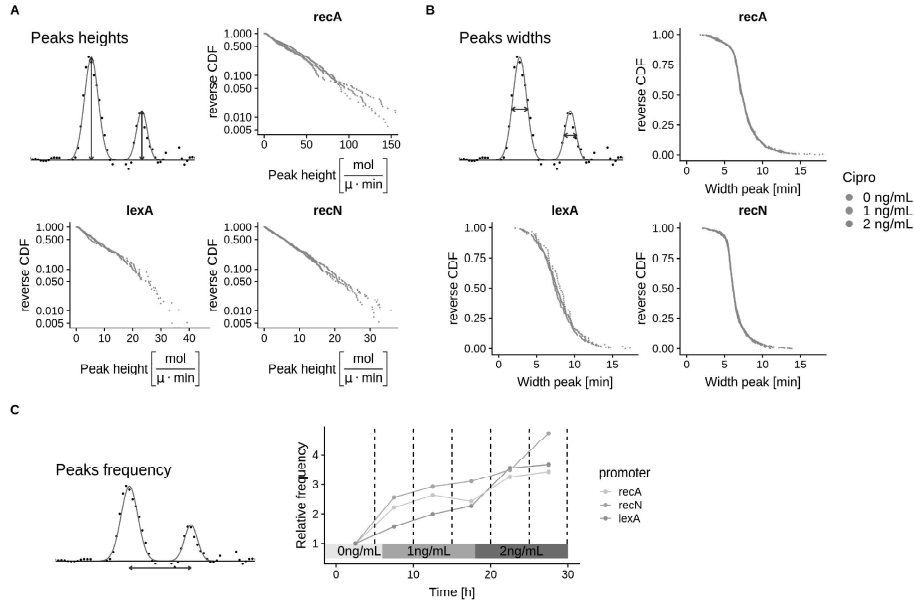 A
Peaks heights
recA
reverse CDF
1.000
0.500
0.100
0.050
0.010
0.005
0
50
100
150
Peak height [mol / µ · min]
lexA
reverse CDF
1.000
0.500
0.100
0.050
0.010
0.005
0
10
20
30
40
Peak height [mol / µ · min]
recN
reverse CDF
1.000
0.500
0.100
0.050
0.010
0.005
0
10
20
30
Peak height [mol / µ · min]
B
Peaks widths
recA
reverse CDF
1.00
0.75
0.50
0.25
0.00
0
5
10
15
Width peak [min]
lexA
reverse CDF
1.00
0.75
0.50
0.25
0.00
0
5
10
15
Width peak [min]
recN
reverse CDF
1.00
0.75
0.50
0.25
0.00
0
5
10
15
Width peak [min]
Cipro
0 ng/mL
1 ng/mL
2 ng/mL
C
Peaks frequency
Relative frequency
4
3
2
1
0ng/mL
1ng/mL
2ng/mL
0
10
20
30
Time [h]
promoter
recA
recN
lexA